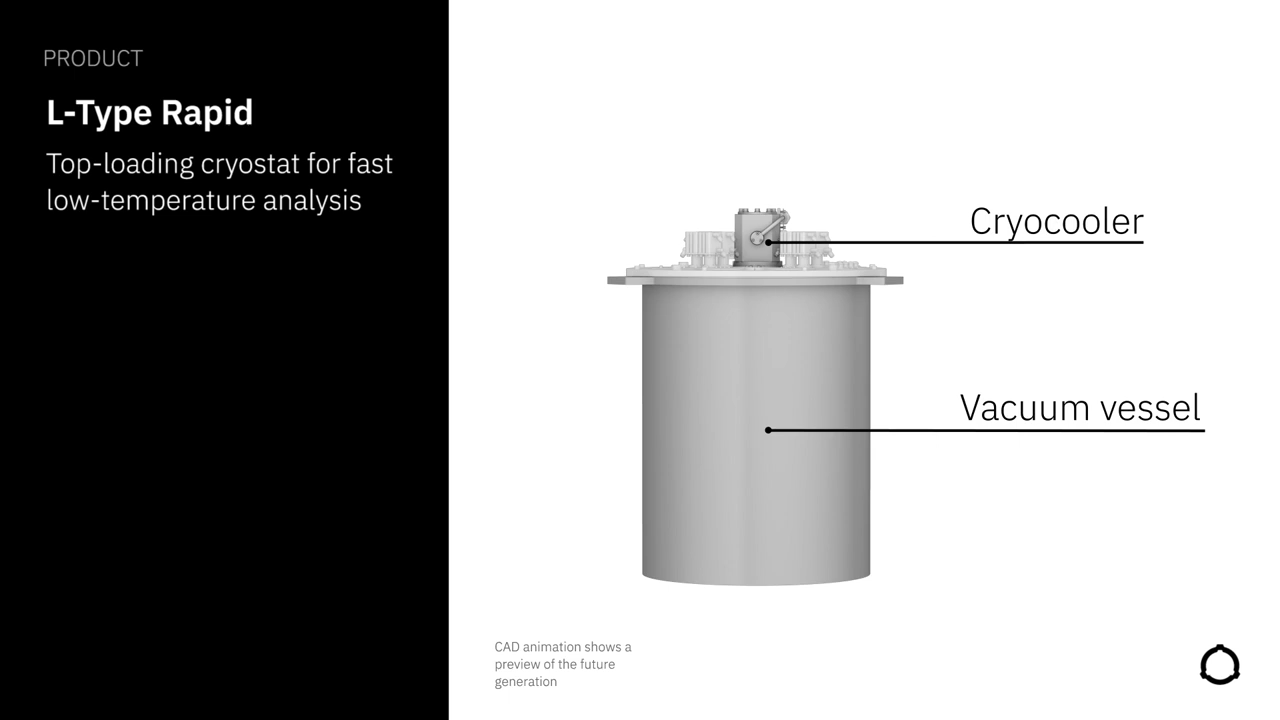 PRODUCT
L-Type Rapid
Top-loading cryostat for fast
low-temperature analysis
Cryocooler
Vacuum vessel
CAD animation shows a
preview of the future
generation